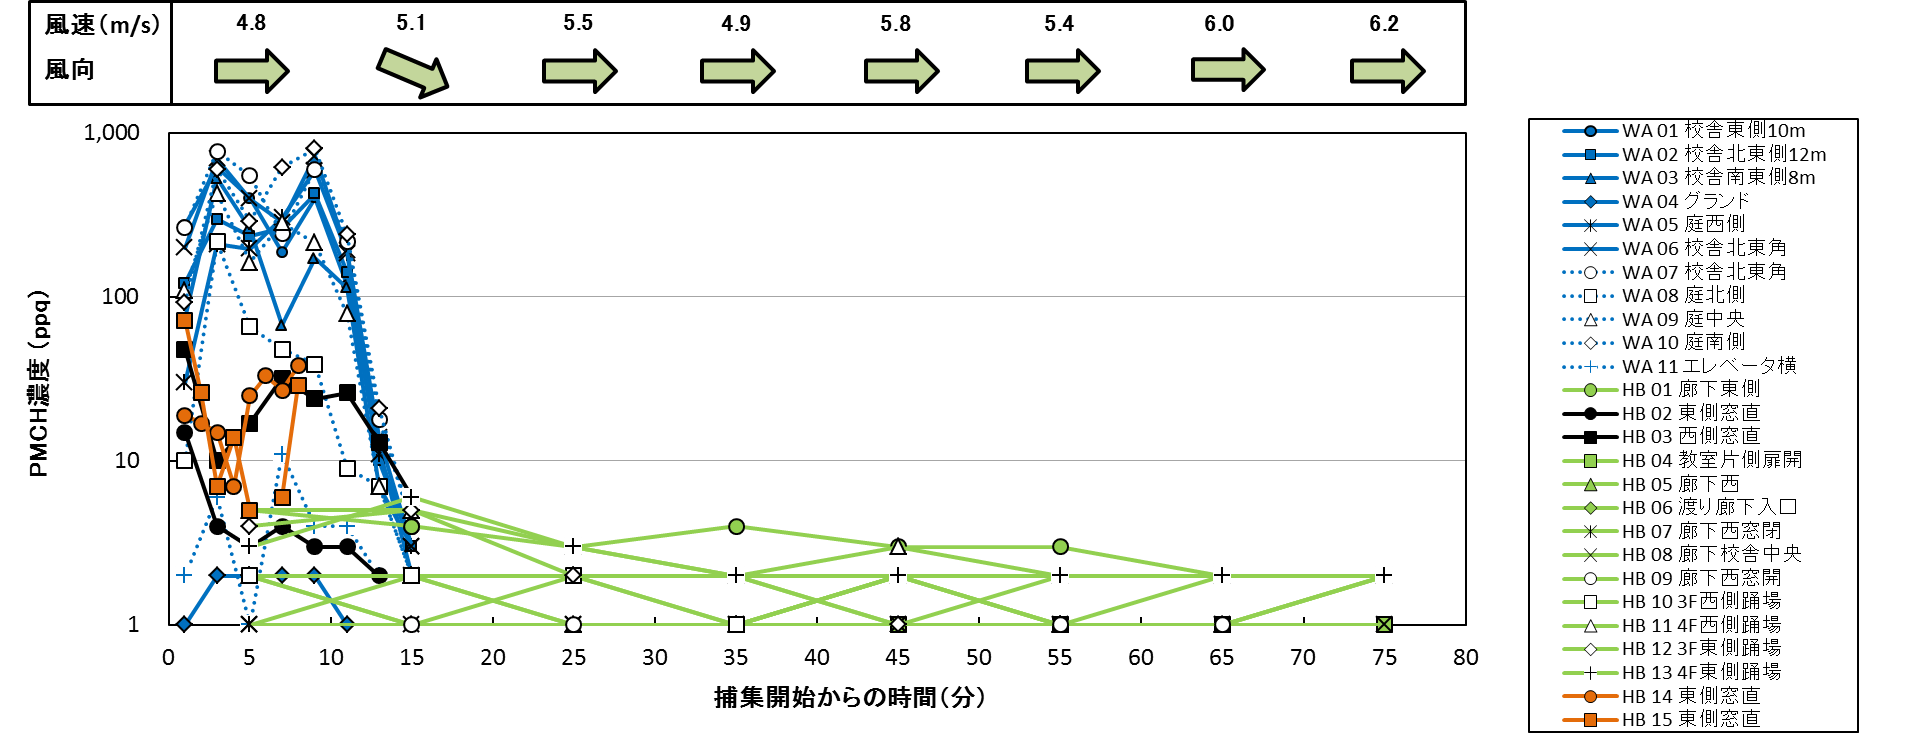 風速(m/s) 4.8 5.1 5.5 4.9 5.8 5.4 6.0 6.2
風向
1,000
100
10
1
PMCH濃度 (ppq)
0 5 10 15 20 25 30 35 40 45 50 55 60 65 70 75 80
捕集開始からの時間(分)
WA 01 校舎東側10m
WA 02 校舎北東側12m
WA 03 校舎南東側8m
WA 04 グランド
WA 05 庭西側
WA 06 校舎北東角
WA 07 校舎北東角
WA 08 庭北側
WA 09 庭中央
WA 10 庭南側
WA 11 エレベータ横
HB 01 廊下東側
HB 02 東側窓直
HB 03 西側窓直
HB 04 教室片側扉開
HB 05 廊下西
HB 06 渡り廊下入口
HB 07 廊下西窓閉
HB 08 廊下校舎中央
HB 09 廊下西窓開
HB 10 3F西側踊場
HB 11 4F西側踊場
HB 12 3F東側踊場
HB 13 4F東側踊場
HB 14 東側窓直
HB 15 東側窓直